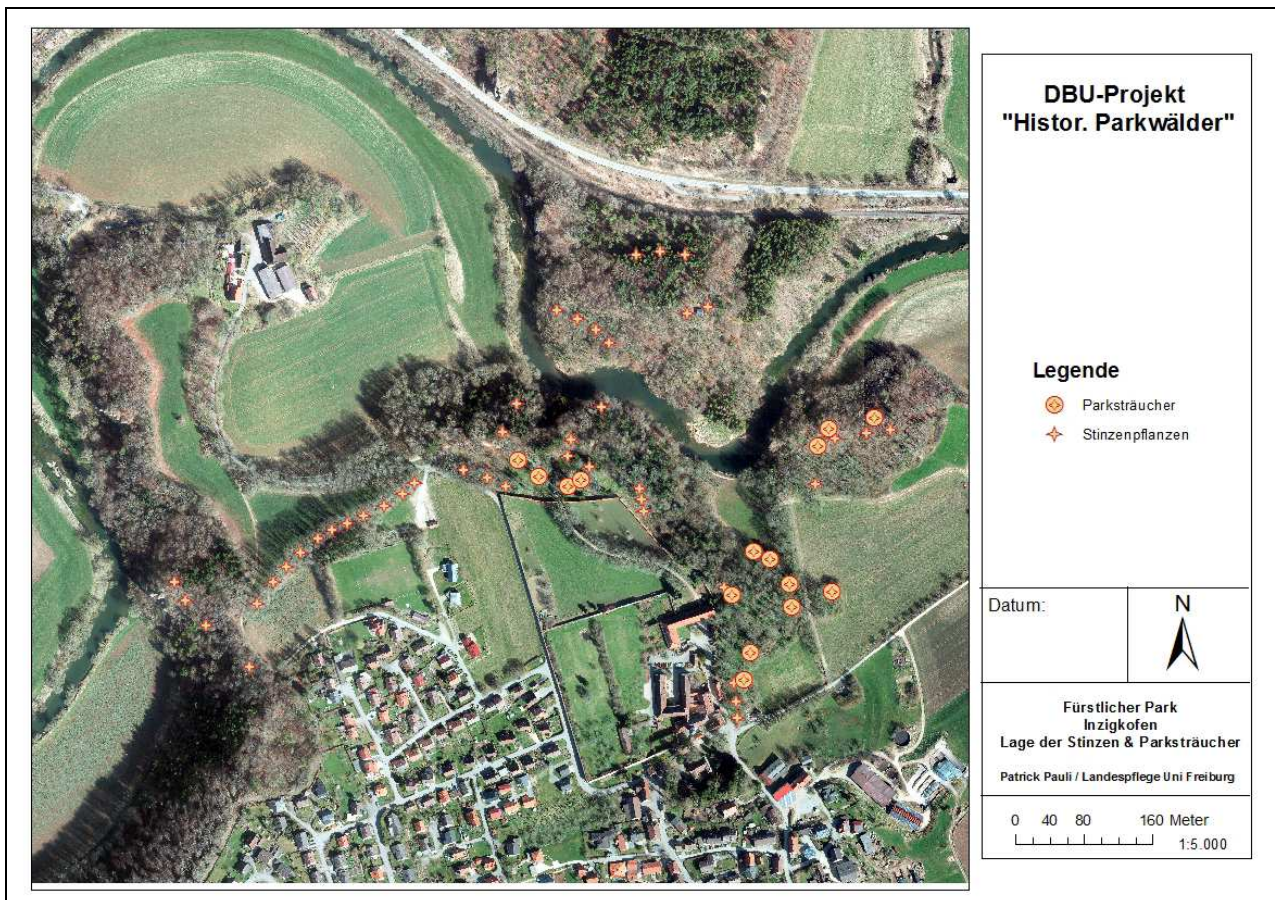 DBU-Projekt
"Histor. Parkwälder"
Legende
Parksträucher
Stinzenpflanzen
Datum:
N
Fürstlicher Park
Inzigkofen
Lage der Stinzen & Parksträucher
Patrick Pauli / Landespflege Uni Freiburg
0 40 80 160 Meter
1:5.000